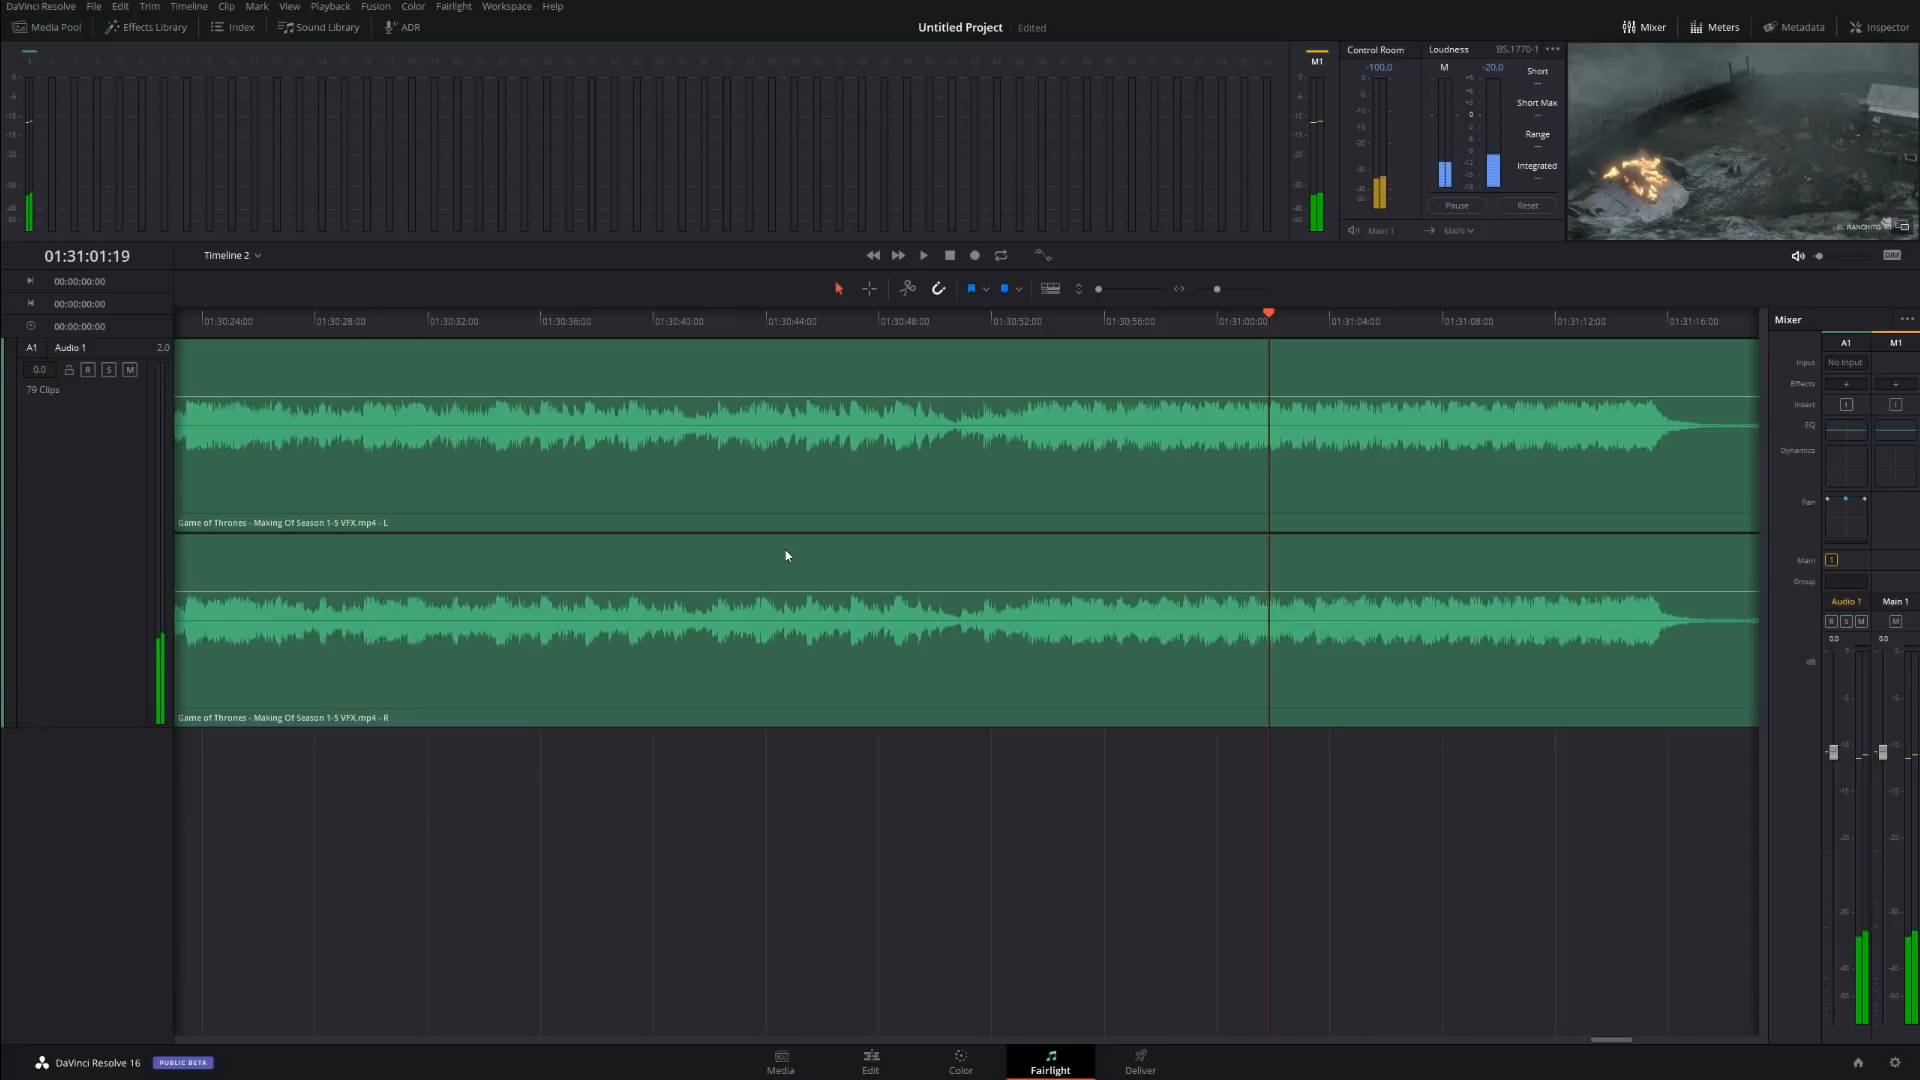 DaVinci Resolve File Edit Trim Timeline Clip Mark View Playback Fusion Color Fairlight Workspace Help
Media Pool Effects Library Index Sound Library ADR Untitled Project Edited Mixer Meters Metadata Inspector
M1
Control Room Loudness BS.1770-1
-100.0 M -20.0
Short
Short Max
Range
Integrated
Pause Reset
Main 1 MAIN
EL RANCHITO
01:31:01:19 Timeline 2 DIM
00:00:00:00
00:00:00:00
00:00:00:00
01:30:24:00 01:30:28:00 01:30:32:00 01:30:36:00 01:30:40:00 01:30:44:00 01:30:48:00 01:30:52:00 01:30:56:00 01:31:00:00 01:31:04:00 01:31:08:00 01:31:12:00 01:31:16:00
A1 Audio 1 2.0
0.0 R S M
79 Clips
Game of Thrones - Making Of Season 1-5 VFX.mp4 - L
Game of Thrones - Making Of Season 1-5 VFX.mp4 - R
Mixer
A1 M1
Input No Input
Effects + +
Insert
EQ
Dynamics
Pan
Main 1
Group
Audio 1 Main 1
R S M M
0.0 0.0
dB
DaVinci Resolve 16 PUBLIC BETA
Media Edit Color Fairlight Deliver